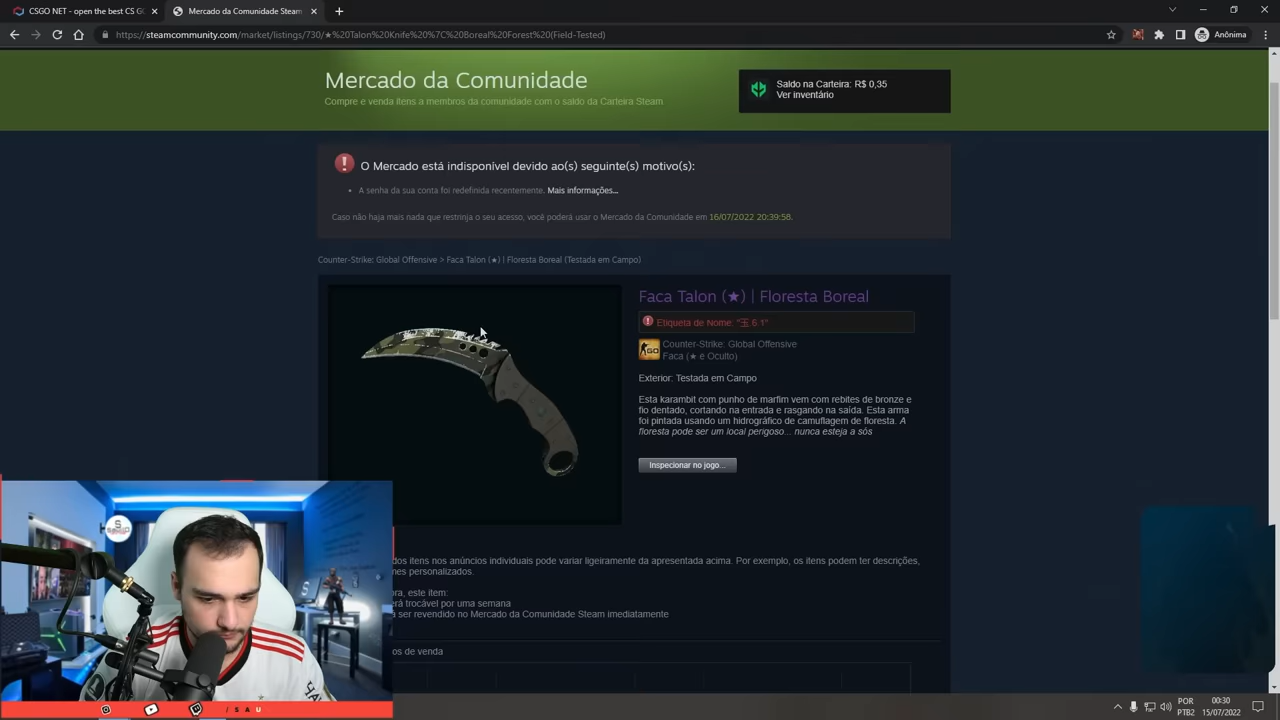 CSGO NET - open the best CS G
Mercado da Comunidade Steam
https://steamcommunity.com/market/listings/730/★%20Talon%20Knife%20%7C%20Boreal%20Forest%20(Field-Tested)
Anônima
Mercado da Comunidade
Compre e venda itens a membros da comunidade com o saldo da Carteira Steam
Saldo na Carteira: R$ 0,35
Ver inventário
O Mercado está indisponível devido ao(s) seguinte(s) motivo(s):
A senha da sua conta foi redefinida recentemente. Mais informações...
Caso não haja mais nada que restrinja o seu acesso, você poderá usar o Mercado da Comunidade em 16/07/2022 20:39:58.
Counter-Strike: Global Offensive > Faca Talon (★) | Floresta Boreal (Testada em Campo)
Faca Talon (★) | Floresta Boreal
Etiqueta de Nome: "玉 6 1"
Counter-Strike: Global Offensive
Faca (★ e Oculto)
Exterior: Testada em Campo
Esta karambit com punho de marfim vem com rebites de bronze e
fio dentado, cortando na entrada e rasgando na saída. Esta arma
foi pintada usando um hidrográfico de camuflagem de floresta. A
floresta pode ser um local perigoso... nunca esteja a sós
Inspecionar no jogo...
dos itens nos anúncios individuais pode variar ligeiramente da apresentada acima. Por exemplo, os itens podem ter descrições,
mes personalizados.
ora, este item:
erá trocável por uma semana
á ser revendido no Mercado da Comunidade Steam imediatamente
os de venda
/ S A U
POR
PTB2
00:30
15/07/2022